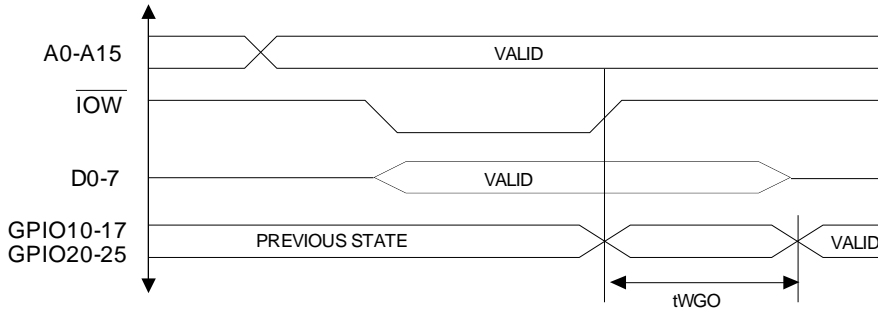 A0-A15
VALID
IOW
D0-7
VALID
GPIO10-17
GPIO20-25
PREVIOUS STATE
VALID
tWGO